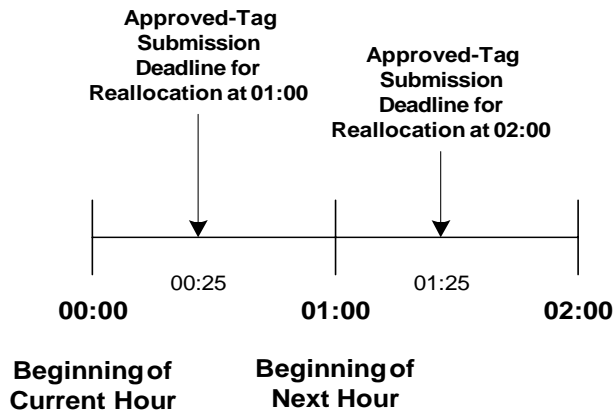 Approved-Tag
Submission
Deadline for
Reallocation at 01:00
Approved-Tag
Submission
Deadline for
Reallocation at 02:00
00:25
01:25
00:00
01:00
02:00
Beginning of
Current Hour
Beginning of
Next Hour